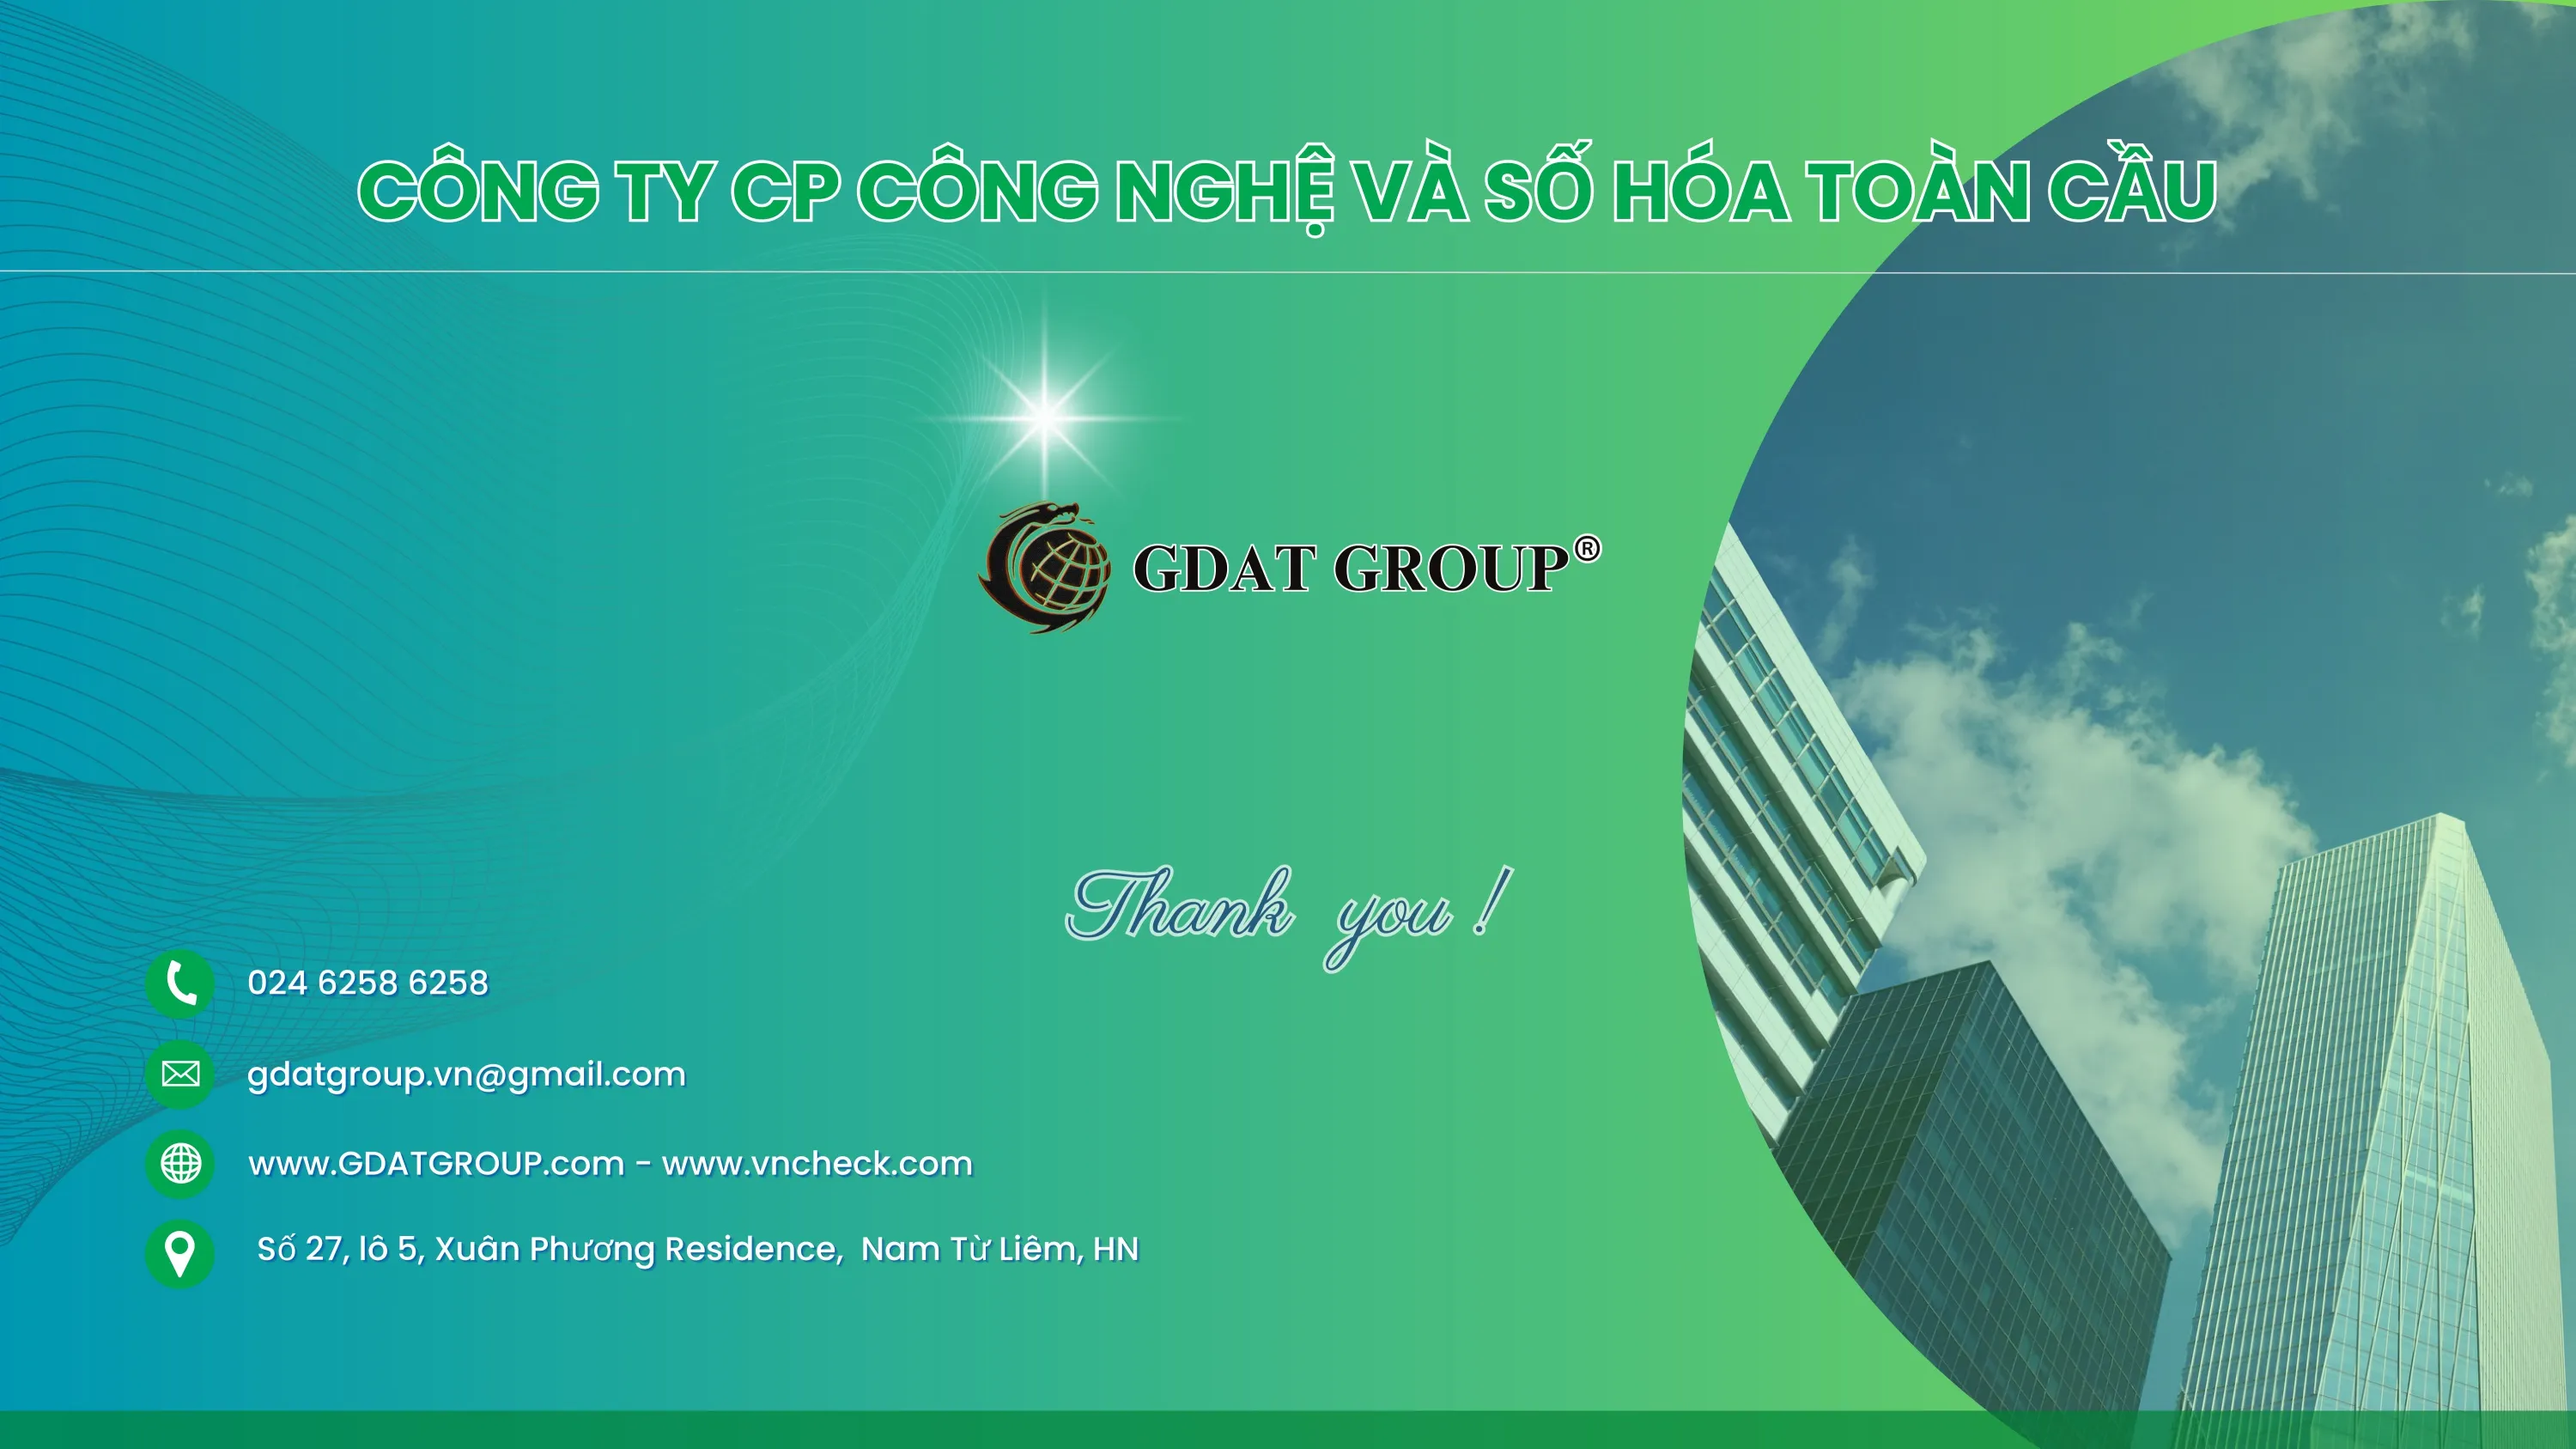 CÔNG TY CP CÔNG NGHỆ VÀ SỐ HÓA TOÀN CẦU
GDAT GROUP®
Thank you !
024 6258 6258
gdatgroup.vn@gmail.com
www.GDATGROUP.com - www.vncheck.com
Số 27, lô 5, Xuân Phương Residence, Nam Từ Liêm, HN